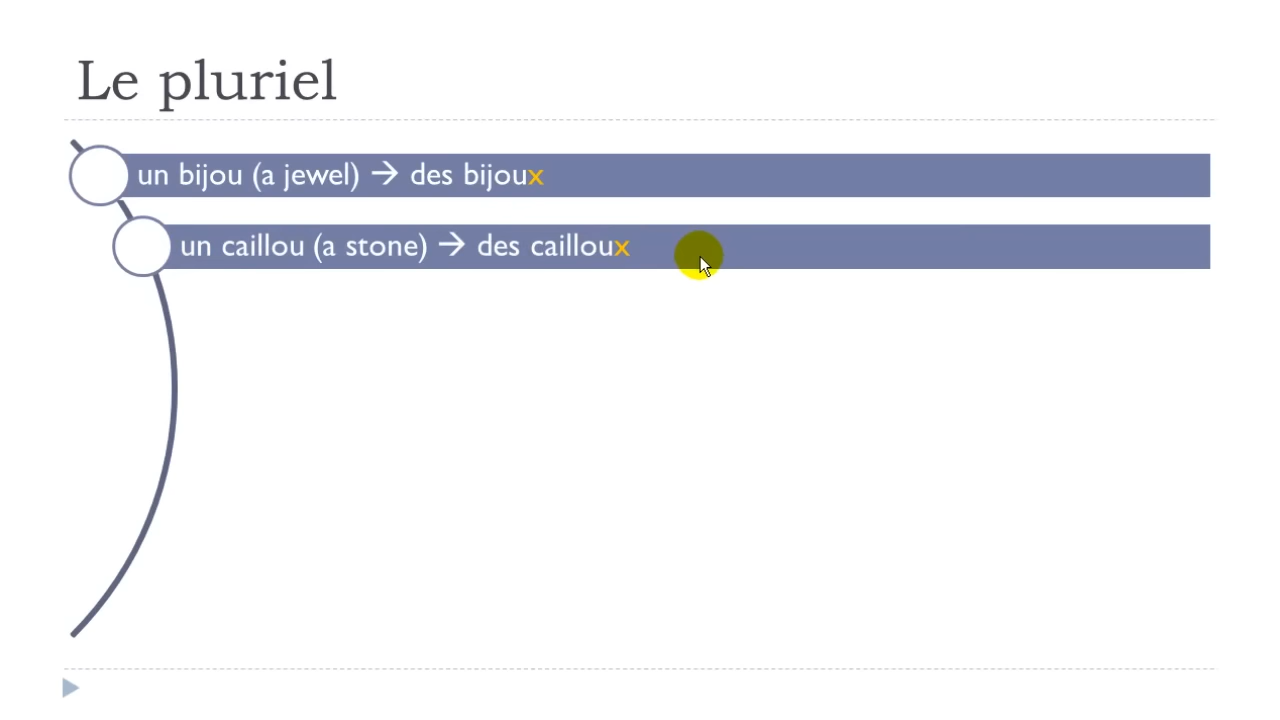 Le pluriel
un bijou (a jewel) → des bijoux
un caillou (a stone) → des cailloux